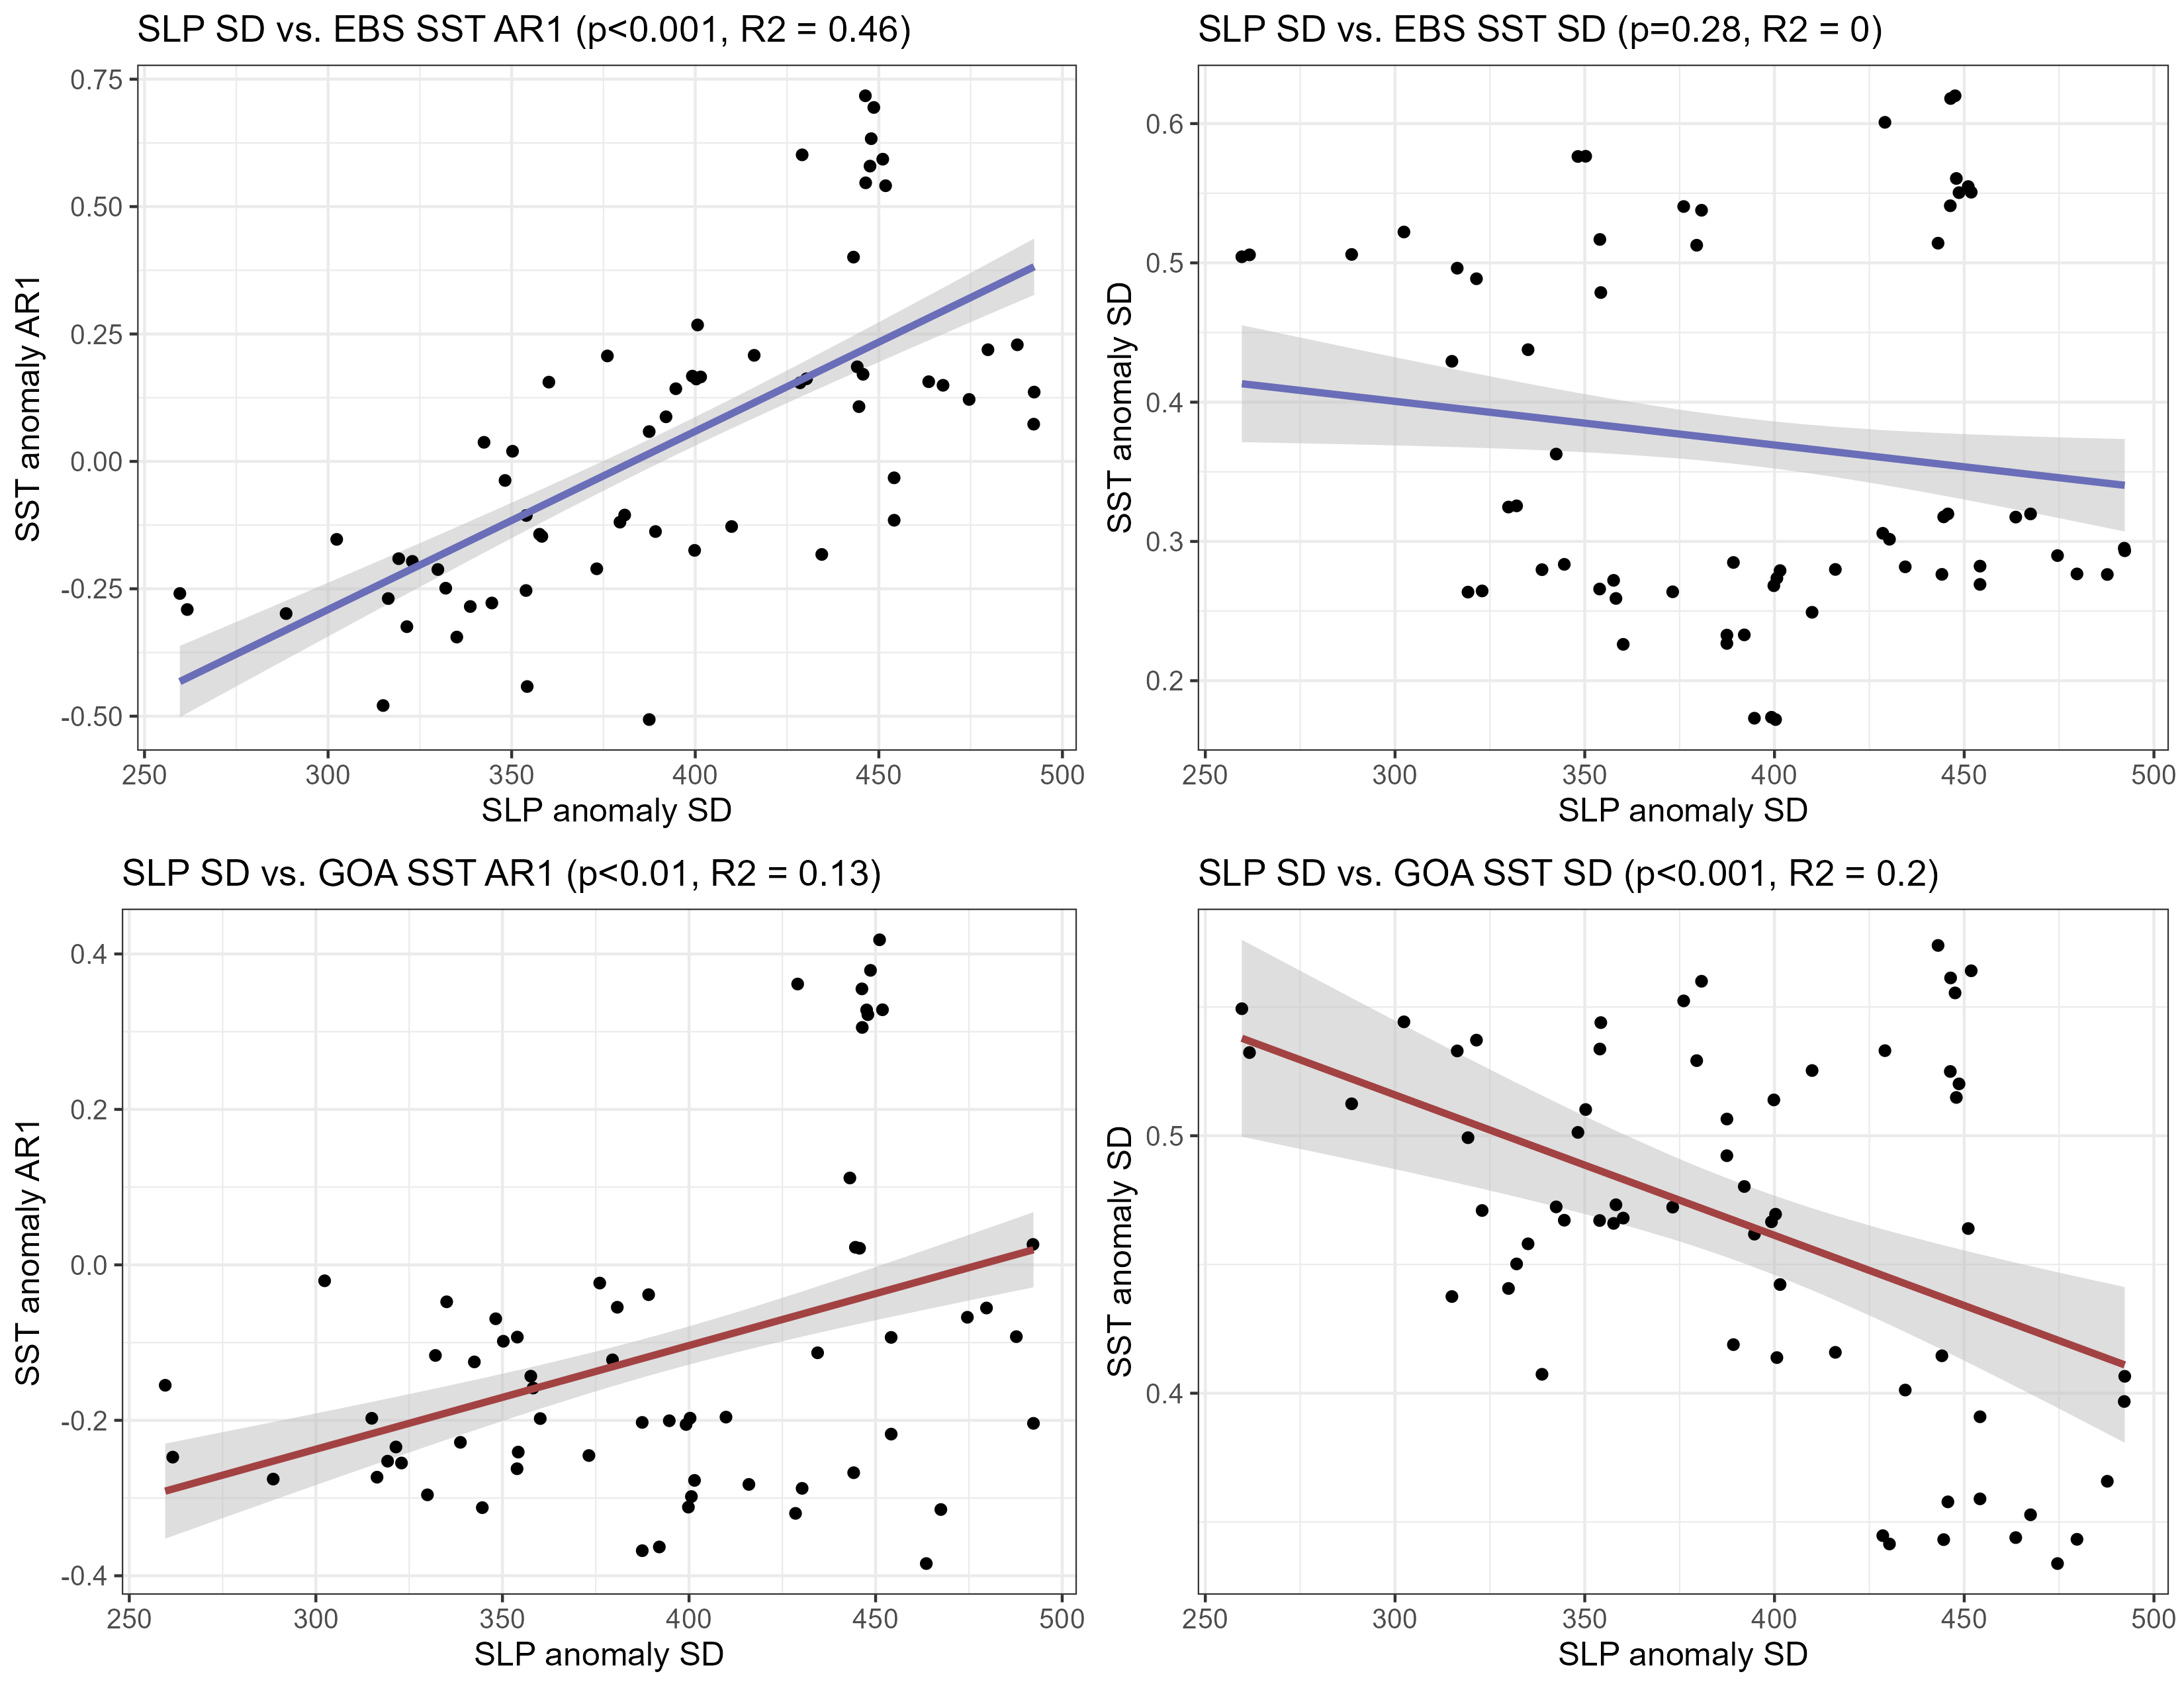 SLP SD vs. EBS SST AR1 (p<0.001, R2 = 0.46)
SST anomaly AR1
0.75
0.50
0.25
0.00
-0.25
-0.50
250 300 350 400 450 500
SLP anomaly SD
SLP SD vs. EBS SST SD (p=0.28, R2 = 0)
SST anomaly SD
0.6
0.5
0.4
0.3
0.2
250 300 350 400 450 500
SLP anomaly SD
SLP SD vs. GOA SST AR1 (p<0.01, R2 = 0.13)
SST anomaly AR1
0.4
0.2
0.0
-0.2
-0.4
250 300 350 400 450 500
SLP anomaly SD
SLP SD vs. GOA SST SD (p<0.001, R2 = 0.2)
SST anomaly SD
0.5
0.4
250 300 350 400 450 500
SLP anomaly SD